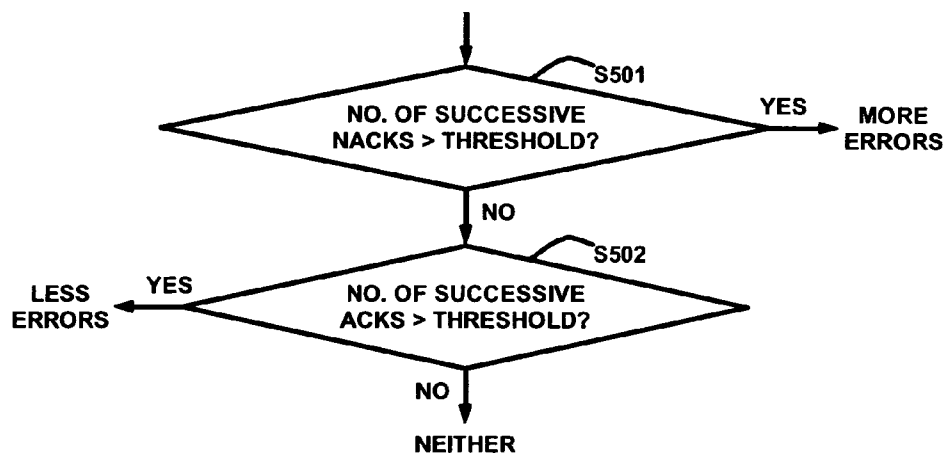 S501
NO. OF SUCCESSIVE
NACKS > THRESHOLD?
YES
MORE
ERRORS
NO
S502
NO. OF SUCCESSIVE
ACKS > THRESHOLD?
YES
LESS
ERRORS
NO
NEITHER